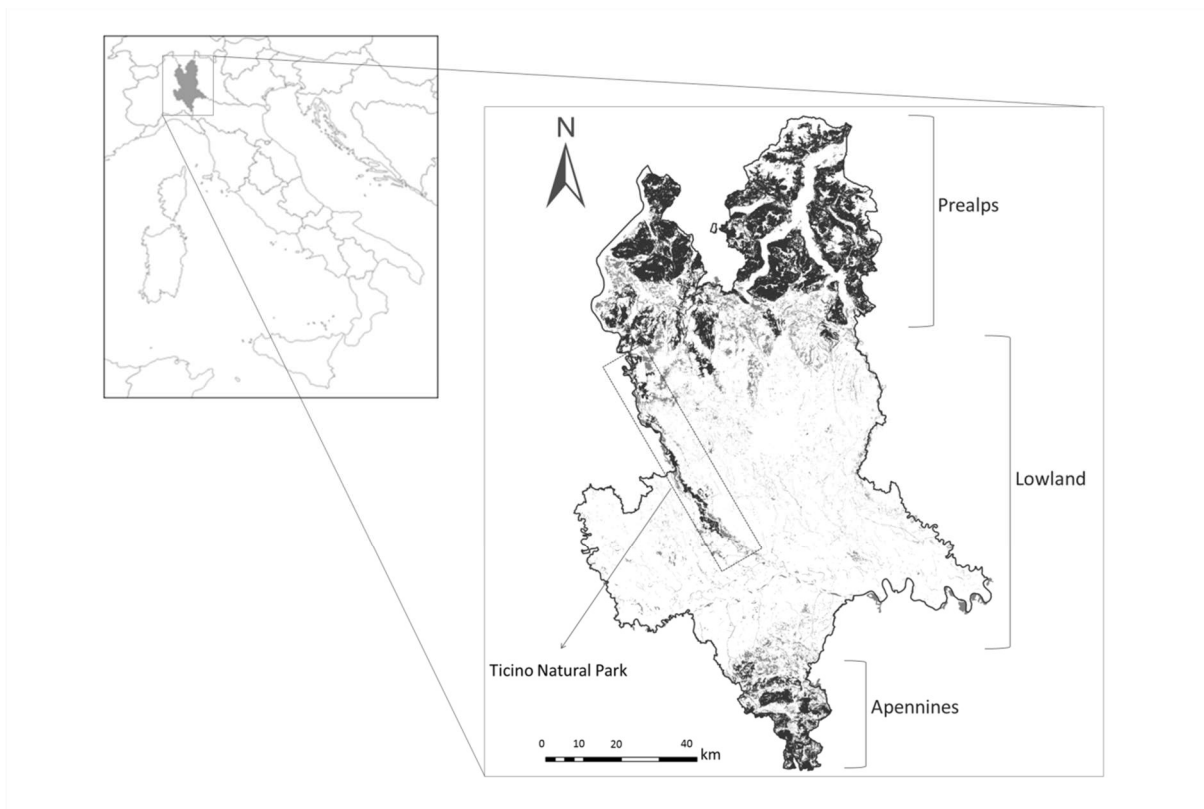 N
Prealps
Lowland
Ticino Natural Park
Apennines
0 10 20 40
km